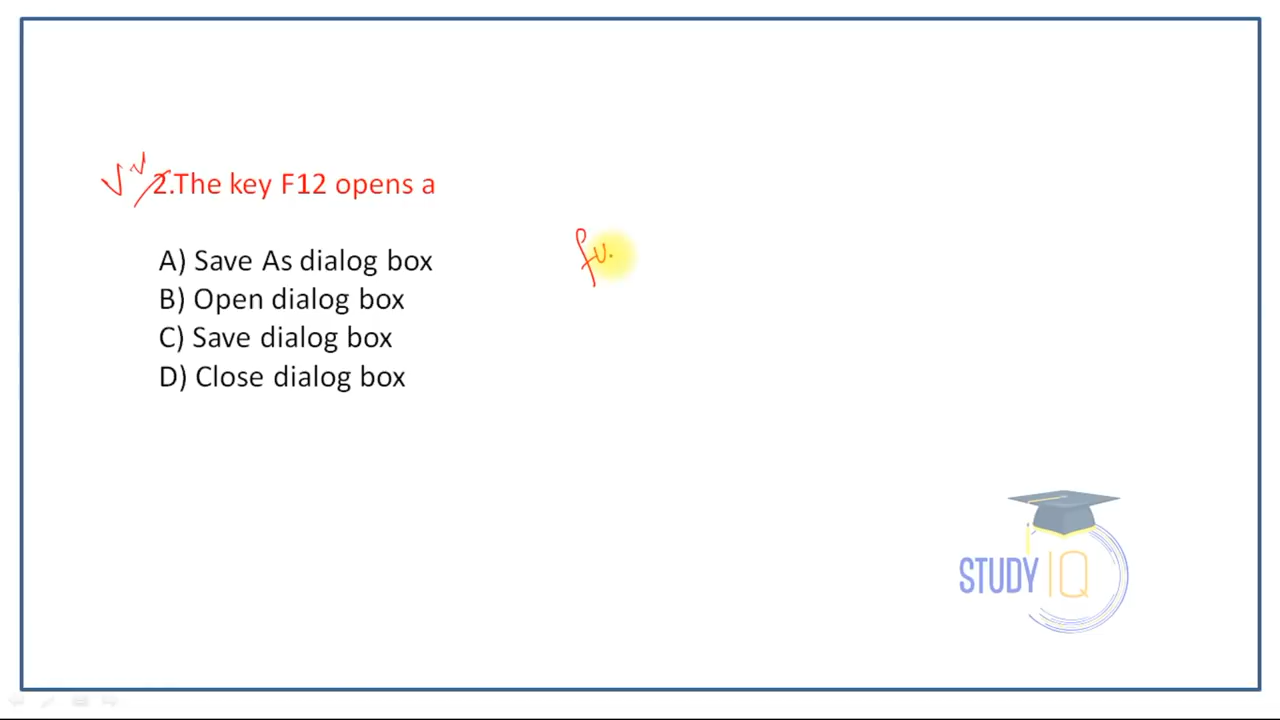 2.The key F12 opens a
A) Save As dialog box
B) Open dialog box
C) Save dialog box
D) Close dialog box
fu.
STUDY IQ